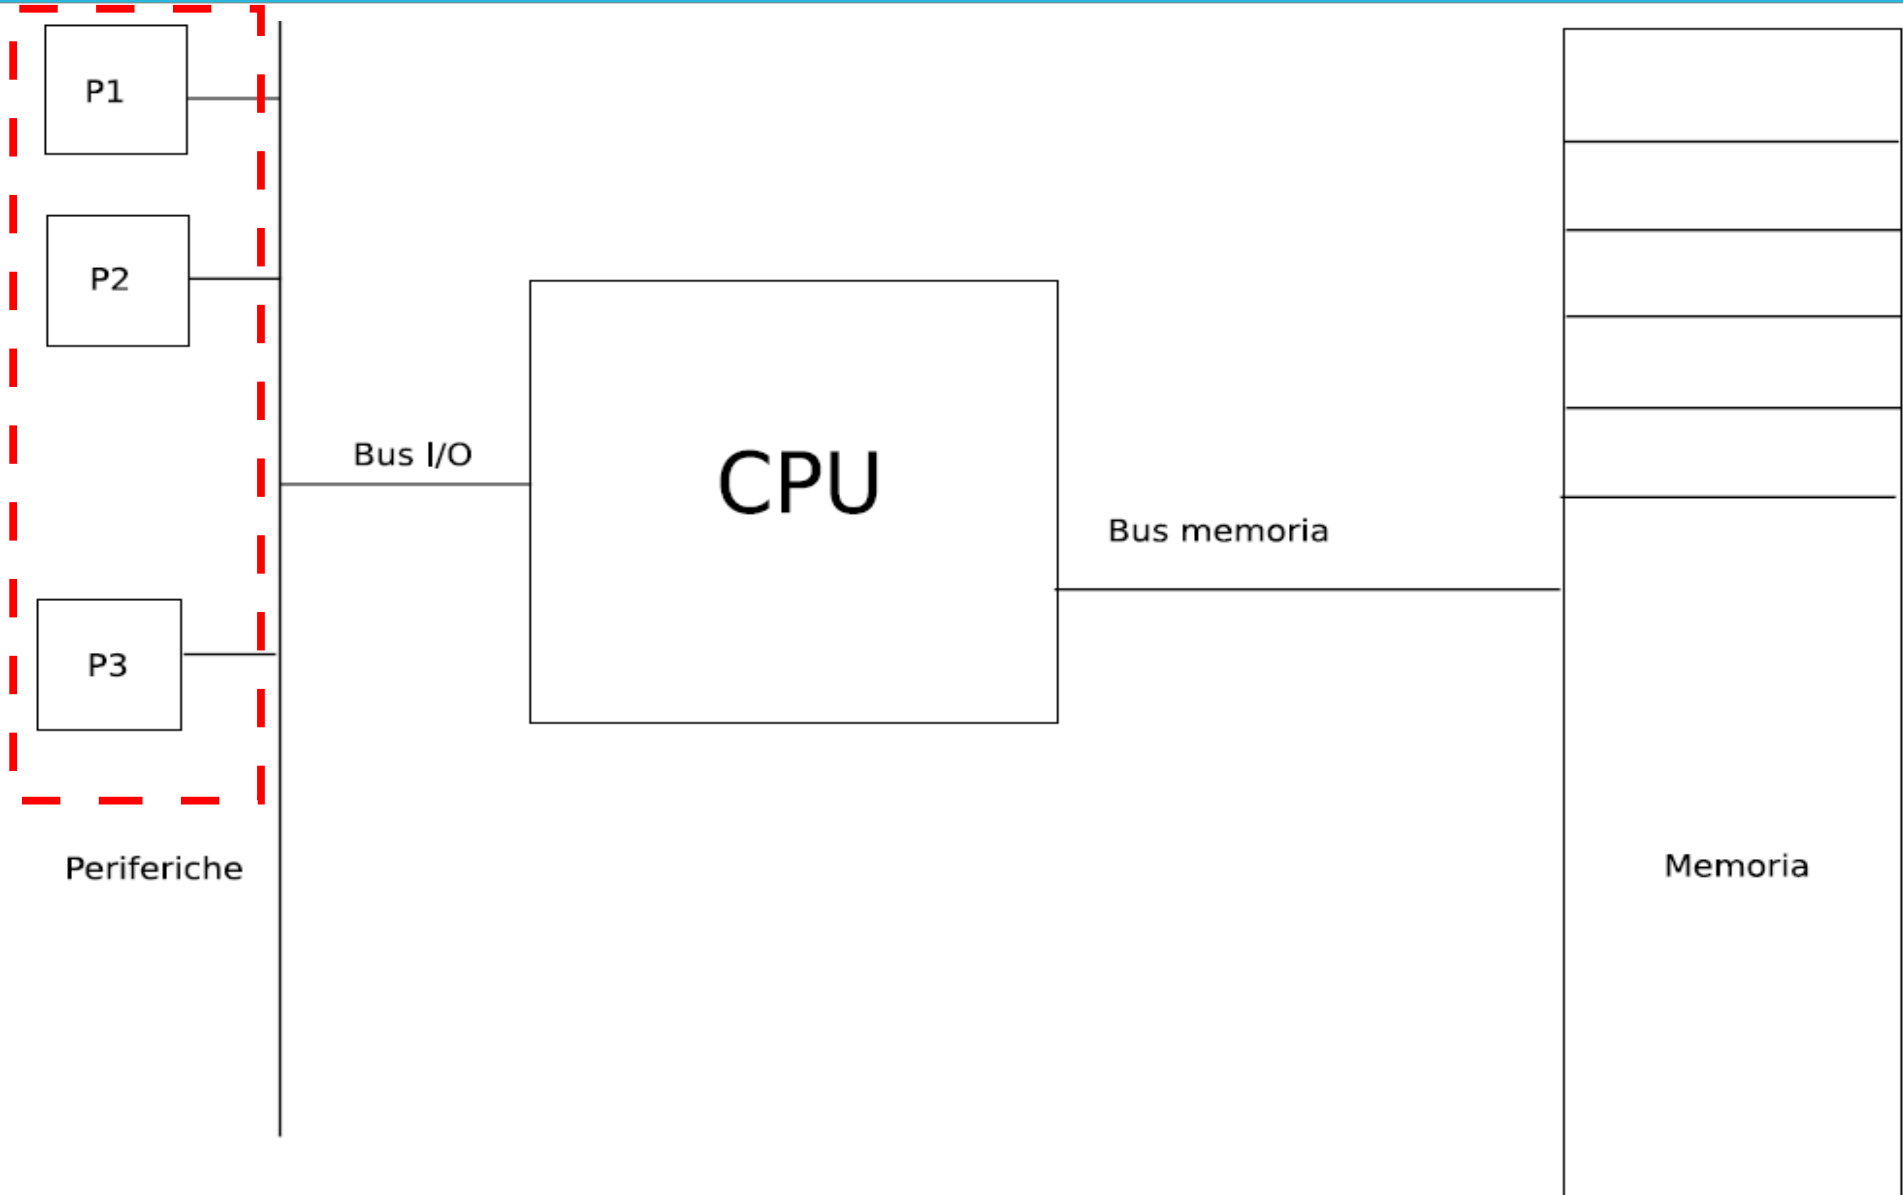 P1
P2
Bus I/O
CPU
Bus memoria
P3
Periferiche
Memoria